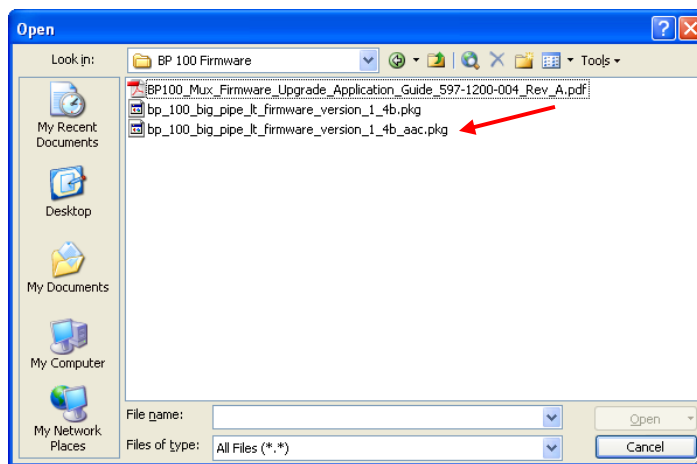 Open
Look in:
BP 100 Firmware
Tools
BP100_Mux_Firmware_Upgrade_Application_Guide_597-1200-004_Rev_A.pdf
bp_100_big_pipe_lt_firmware_version_1_4b.pkg
bp_100_big_pipe_lt_firmware_version_1_4b_aac.pkg
My Recent
Documents
Desktop
My Documents
My Computer
My Network
Places
File name:
Open
Files of type:
All Files (*.*)
Cancel